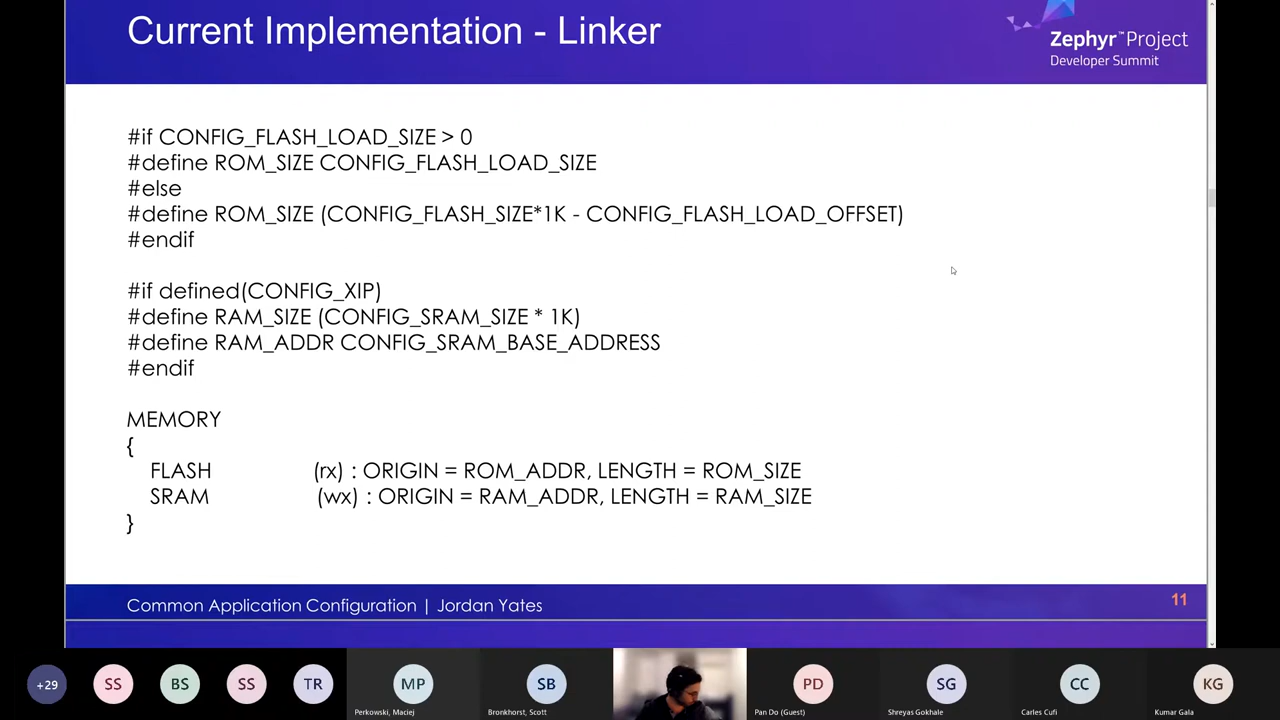 Current Implementation - Linker
Zephyr™Project
Developer Summit
#if CONFIG_FLASH_LOAD_SIZE > 0
#define ROM_SIZE CONFIG_FLASH_LOAD_SIZE
#else
#define ROM_SIZE (CONFIG_FLASH_SIZE*1K - CONFIG_FLASH_LOAD_OFFSET)
#endif
#if defined(CONFIG_XIP)
#define RAM_SIZE (CONFIG_SRAM_SIZE * 1K)
#define RAM_ADDR CONFIG_SRAM_BASE_ADDRESS
#endif
MEMORY
{
FLASH (rx) : ORIGIN = ROM_ADDR, LENGTH = ROM_SIZE
SRAM (wx) : ORIGIN = RAM_ADDR, LENGTH = RAM_SIZE
}
Common Application Configuration | Jordan Yates
11
+29 SS BS SS TR MP SB PD SG CC KG
Perkowski, Maciej Bronkhorst, Scott Pan Do (Guest) Shreyas Gokhale Carles Cufi Kumar Gala